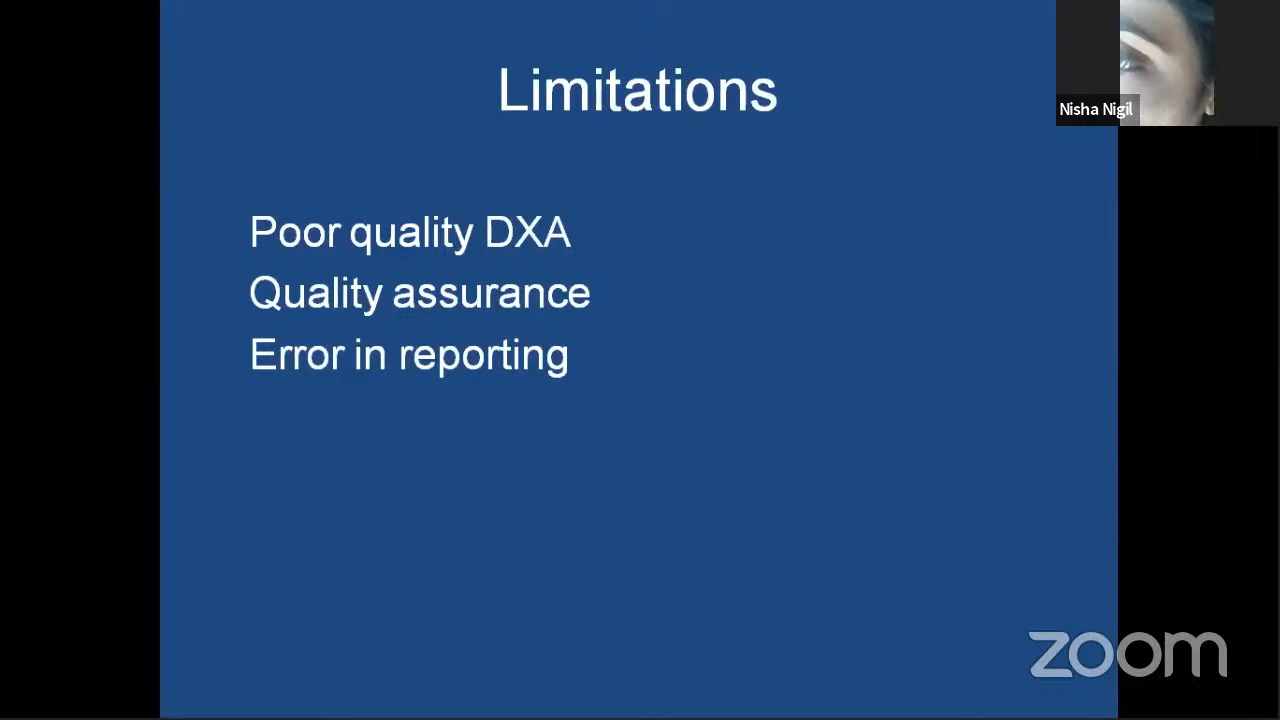 Limitations
Nisha Nigil
Poor quality DXA
Quality assurance
Error in reporting
zoom